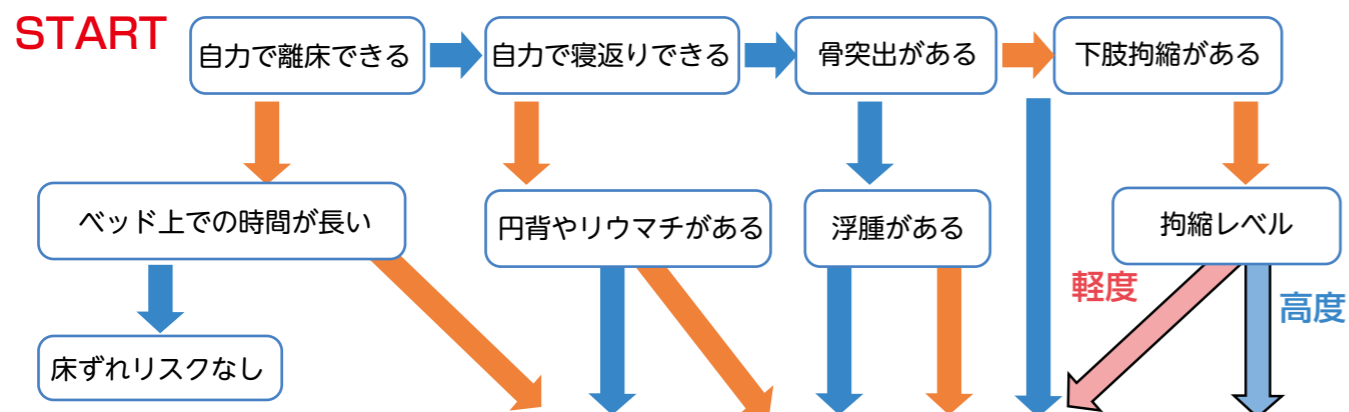 START
自力で離床できる
自力で寝返りできる
骨突出がある
下肢拘縮がある
ベッド上での時間が長い
円背やリウマチがある
浮腫がある
拘縮レベル
軽度
高度
床ずれリスクなし